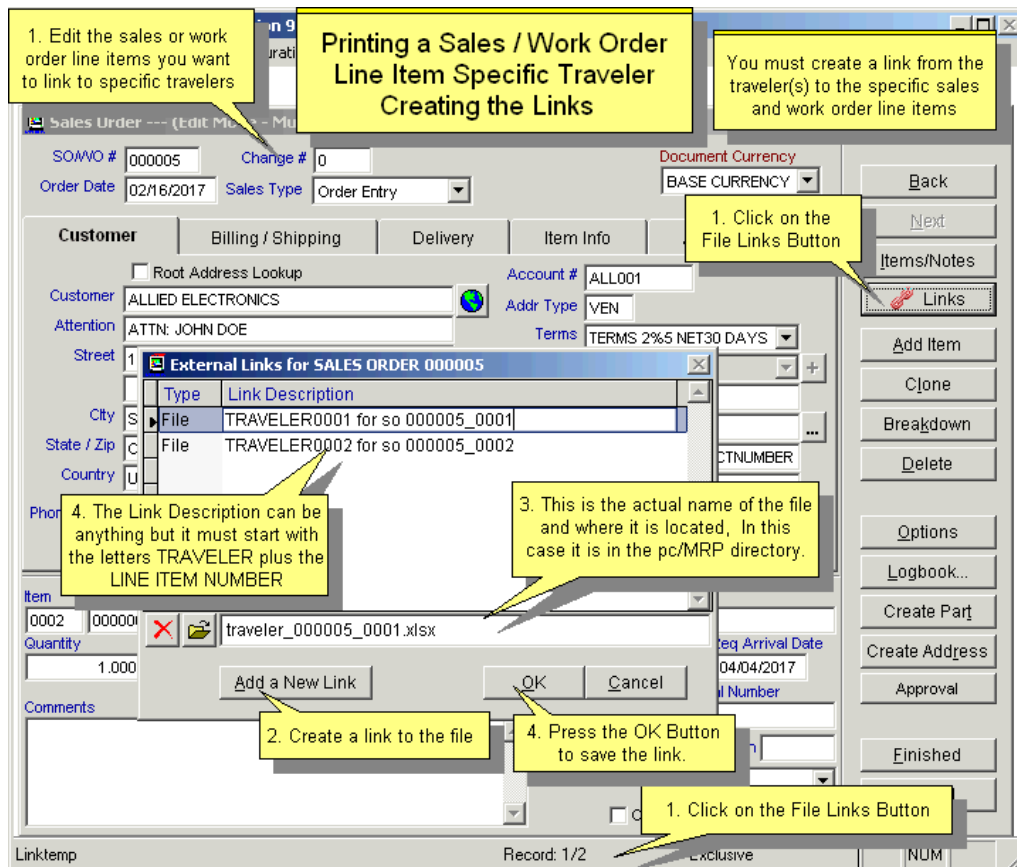 1. Edit the sales or work
order line items you want
to link to specific travelers
Printing a Sales / Work Order
Line Item Specific Traveler
Creating the Links
You must create a link from the
traveler(s) to the specific sales
and work order line items
Sales Order --- (Edit Mode - Mu
SO/WO # 000005 Change # 0
Document Currency
Order Date 02/16/2017 Sales Type Order Entry BASE CURRENCY
Back
1. Click on the
File Links Button
Next
Customer Billing / Shipping Delivery Item Info
Items/Notes
Root Address Lookup
Account # ALL001
Links
Customer ALLIED ELECTRONICS
Addr Type VEN
Attention ATTN: JOHN DOE
Terms TERMS 2%5 NET30 DAYS
Add Item
Street 1
External Links for SALES ORDER 000005
Type Link Description
Clone
City S
File TRAVELER0001 for so 000005_0001
Breakdown
State / Zip C
File TRAVELER0002 for so 000005_0002
...
CTNUMBER
Delete
Country U
Phon
4. The Link Description can be
anything but it must start with
the letters TRAVELER plus the
LINE ITEM NUMBER
3. This is the actual name of the file
and where it is located, In this
case it is in the pc/MRP directory.
Options
Logbook...
Item
0002 00000
traveler_000005_0001.xlsx
Create Part
Quantity
Req Arrival Date
1.000
04/04/2017
Create Address
Add a New Link OK Cancel
l Number
Approval
Comments
2. Create a link to the file
4. Press the OK Button
to save the link.
Finished
1. Click on the File Links Button
Linktemp Record: 1/2 Exclusive NUM